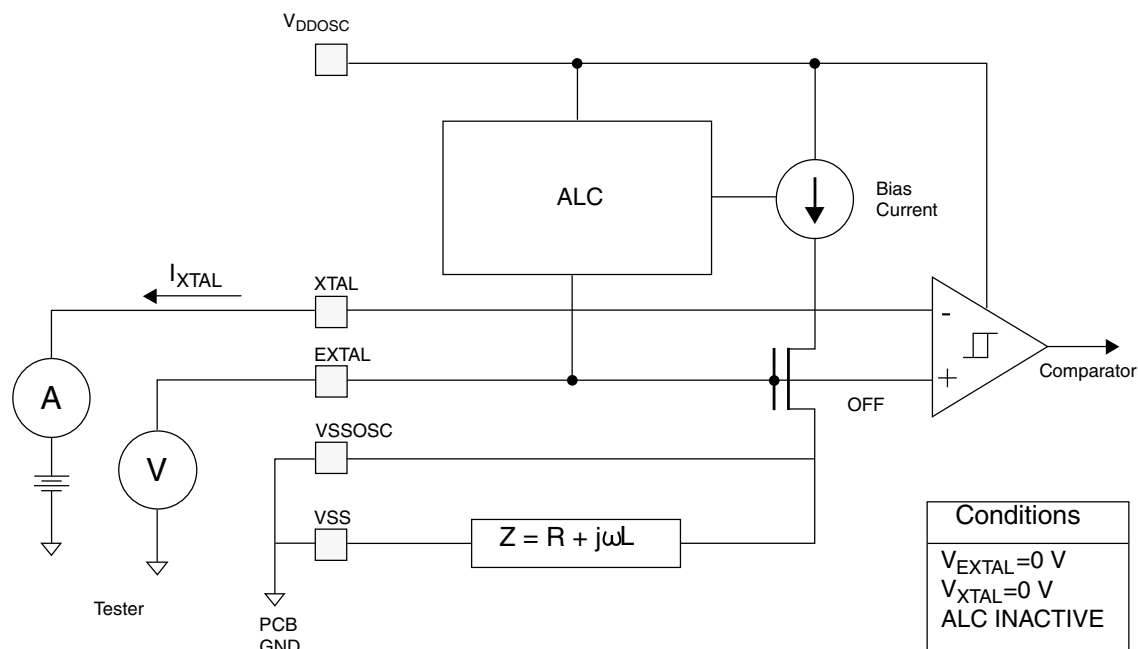 VDDOSC
ALC
Bias
Current
IXTAL
XTAL
-
EXTAL
+
Comparator
A
OFF
V
VSSOSC
VSS
Z = R + jωL
Conditions
VEXTAL=0 V
VXTAL=0 V
ALC INACTIVE
Tester
PCB
GND